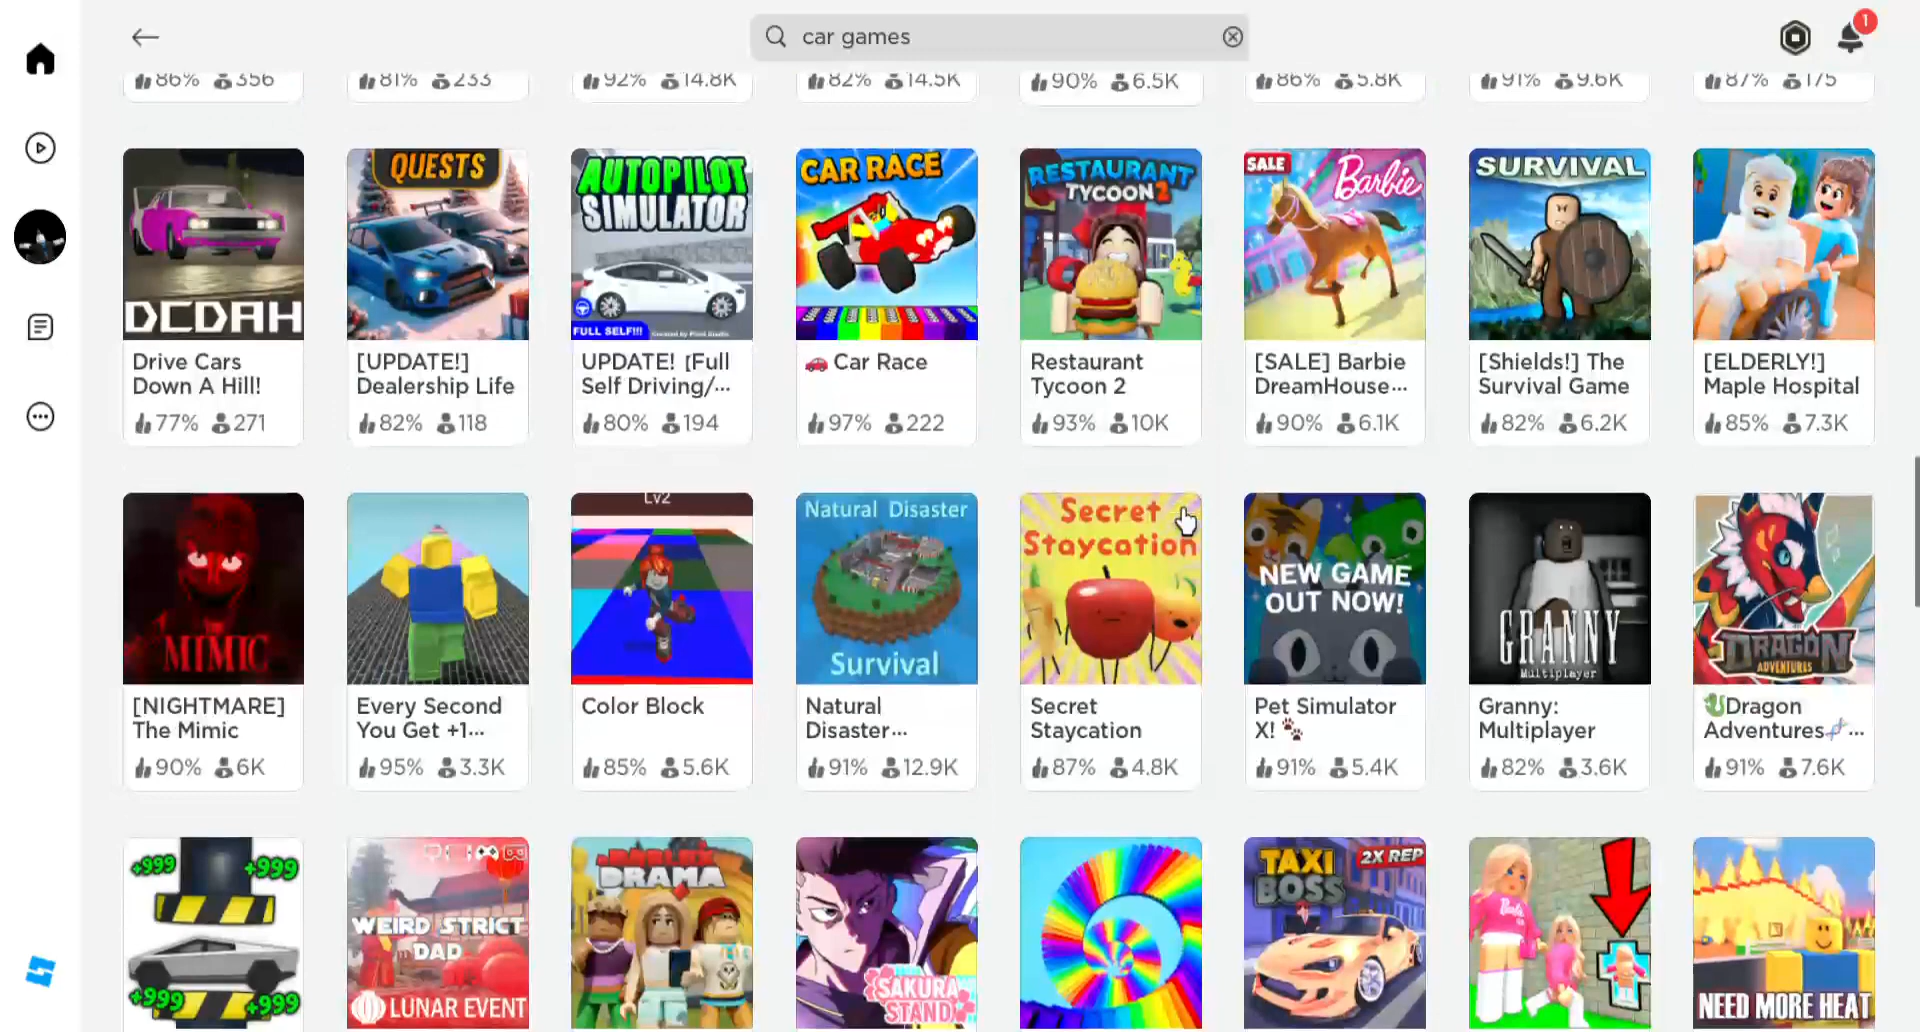 car games
1
86% 356
81% 233
92% 14.8K
82% 14.5K
90% 6.5K
86% 5.8K
91% 9.6K
87% 175
DCDAH
QUESTS
AUTOPILOT
SIMULATOR
FULL SELF!!!
CAR RACE
RESTAURANT
TYCOON 2
SALE
Barbie
SURVIVAL
Drive Cars
Down A Hill!
77% 271
[UPDATE!]
Dealership Life
82% 118
UPDATE! [Full
Self Driving/...
80% 194
🚗 Car Race
97% 222
Restaurant
Tycoon 2
93% 10K
[SALE] Barbie
DreamHouse...
90% 6.1K
[Shields!] The
Survival Game
82% 6.2K
[ELDERLY!]
Maple Hospital
85% 7.3K
MIMIC
Lv2
Natural Disaster
Survival
Secret
Staycation
NEW GAME
OUT NOW!
GRANNY
Multiplayer
DRAGON
ADVENTURES
[NIGHTMARE]
The Mimic
90% 6K
Every Second
You Get +1...
95% 3.3K
Color Block
85% 5.6K
Natural
Disaster...
91% 12.9K
Secret
Staycation
87% 4.8K
Pet Simulator
X! 🐾
91% 5.4K
Granny:
Multiplayer
82% 3.6K
🐉Dragon
Adventures🧬...
91% 7.6K
+999 +999
+999 +999
WEIRD STRICT
DAD
LUNAR EVENT
ROBLOX
DRAMA
SAKURA
STAND
TAXI
BOSS
2X REP
Barbie
NEED MORE HEAT